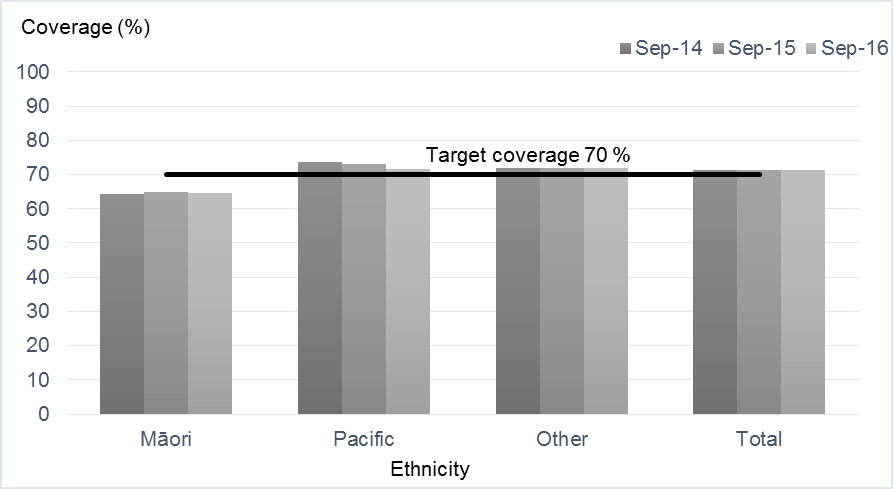 Coverage (%)
Sep-14 Sep-15 Sep-16
100
90
80
Target coverage 70 %
70
60
50
40
30
20
10
0
Māori Pacific Other Total
Ethnicity